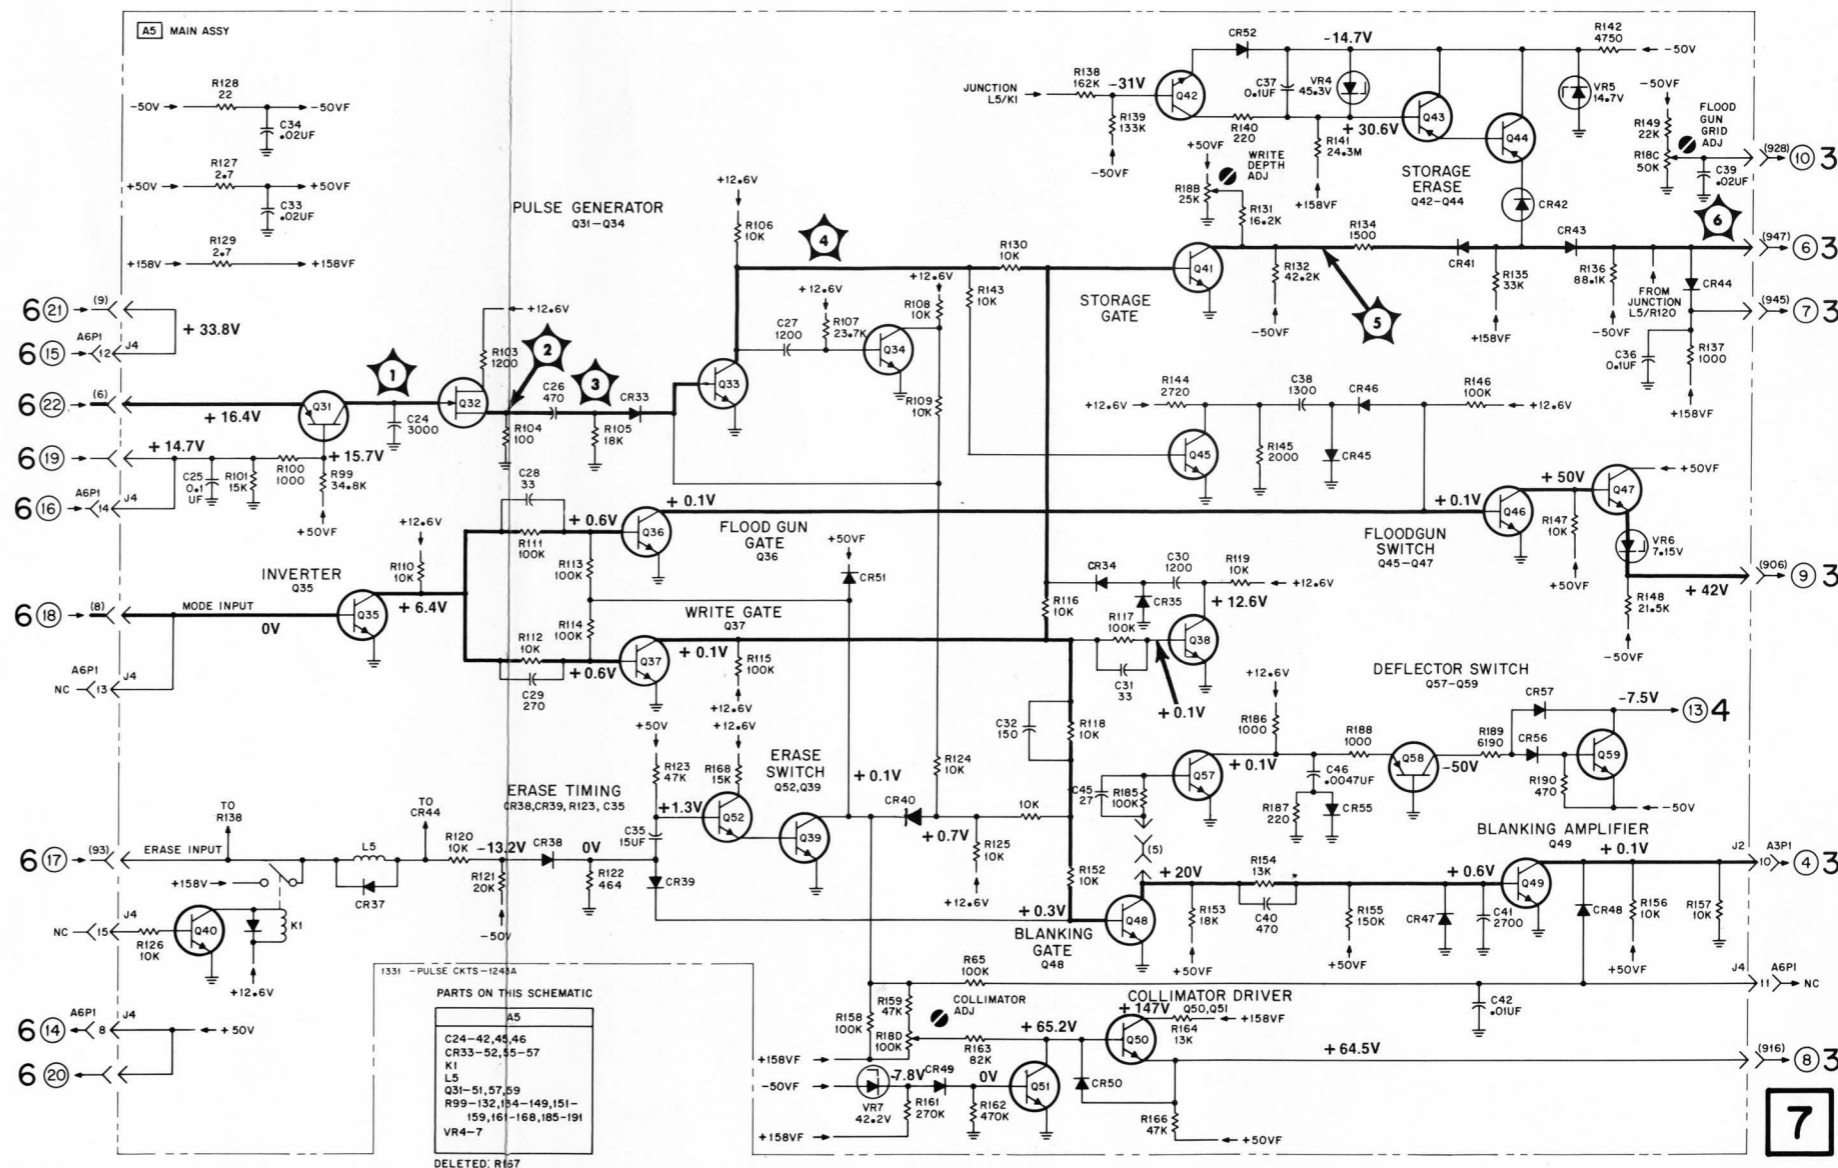 A5 MAIN ASSY
R128
22
-50V
-50VF
C34
.02UF
R127
2.7
+50V
+50VF
C33
.02UF
R129
2.7
+158V
+158VF
PULSE GENERATOR
Q31-Q34
6 21 (9)
+33.8V
6 15 A6P1 12 J4
6 22 (6)
+16.4V
Q31
1
C24
3000
Q32
+12.6V
R103
1200
2
R104
100
C26
470
3
R105
18K
CR33
Q33
+12.6V
R106
10K
4
C27
1200
+12.6V
R107
23.7K
Q34
+12.6V
R108
10K
R109
10K
R143
10K
R130
10K
6 19
+14.7V
C25
0.1
UF
R101
15K
R100
1000
+15.7V
R99
34.8K
+50VF
6 16 A6P1 14 J4
C28
33
R111
100K
+0.6V
Q36
+0.1V
FLOOD GUN
GATE
Q36
+12.6V
R110
10K
INVERTER
Q35
6 18 (8)
MODE INPUT
0V
Q35
+6.4V
R113
100K
R114
100K
+50VF
CR51
WRITE GATE
Q37
R112
10K
C29
270
+0.6V
Q37
+0.1V
R115
100K
+12.6V
NC A6P1 13 J4
JUNCTION
L5/K1
R138
162K
-31V
R139
133K
-50VF
Q42
CR52
R140
220
C37
0.1UF
VR4
45.3V
-14.7V
+30.6V
R141
24.3M
+158VF
Q43
Q44
STORAGE
ERASE
Q42-Q44
VR5
14.7V
R142
4750
-50V
-50VF
R149
22K
R18C
50K
FLOOD
GUN
GRID
ADJ
C39
.02UF
(928) 10 3
+50VF
WRITE
DEPTH
ADJ
R18B
25K
R131
16.2K
Q41
STORAGE
GATE
R132
42.2K
-50VF
5
R134
1500
CR41
CR42
R135
33K
+158VF
CR43
R136
88.1K
-50VF
FROM
JUNCTION
L5/R120
6
(947) 6 3
CR44
(945) 7 3
C36
0.1UF
R137
1000
+158VF
+12.6V
R144
2720
C38
1300
CR46
R146
100K
+12.6V
Q45
R145
2000
CR45
+0.1V
Q46
FLOODGUN
SWITCH
Q45-Q47
+50V
Q47
+50VF
R147
10K
+50VF
VR6
7.15V
+42V
(906) 9 3
R148
21.5K
-50VF
R116
10K
CR34
CR35
C30
1200
R119
10K
+12.6V
+12.6V
R117
100K
C31
33
Q38
+0.1V
C32
150
R118
10K
DEFLECTOR SWITCH
Q57-Q59
+12.6V
R186
1000
Q57
C45
27
R185
100K
(5)
+0.1V
R188
1000
C46
.0047UF
R187
220
CR55
Q58
-50V
R189
6190
CR57
CR56
R190
470
Q59
-7.5V
-50V
13 4
+50V
R123
47K
+12.6V
R168
15K
ERASE TIMING
CR38,CR39, R123, C35
+1.3V
Q52
ERASE
SWITCH
Q52,Q39
C35
15UF
Q39
+0.1V
CR40
R124
10K
+0.7V
R125
10K
+12.6V
10K
R152
10K
TO
R138
TO
CR44
6 17 (93)
ERASE INPUT
L5
CR37
+158V
R120
10K
-13.2V
R121
20K
-50V
CR38
0V
R122
464
CR39
NC J4 15
R126
10K
Q40
K1
+12.6V
+0.3V
Q48
BLANKING
GATE
Q48
+20V
R153
18K
+50VF
R154
13K
C40
470
R155
150K
+50VF
CR47
+0.6V
C41
2700
BLANKING AMPLIFIER
Q49
Q49
+0.1V
CR48
R156
10K
+50VF
R157
10K
J2 10 A3P1 4 3
1331 -PULSE CKTS-1243A
PARTS ON THIS SCHEMATIC
A5
C24-42,45,46
CR33-52,55-57
K1
L5
Q31-51,57,59
R99-132,134-149,151-
159,161-168,185-191
VR4-7
DELETED: R167
6 14 A6P1 8 J4
+50V
6 20
R65
100K
C42
.01UF
J4 11 A6P1 NC
R158
100K
R159
47K
R18D
100K
COLLIMATOR
ADJ
R163
82K
+65.2V
COLLIMATOR DRIVER
Q50,Q51
+147V
Q50
R164
13K
+158VF
+64.5V
(916) 8 3
+158VF
-50VF
VR7
42.2V
-7.8V
CR49
0V
Q51
R161
270K
R162
470K
+158VF
CR50
R166
47K
+50VF
7